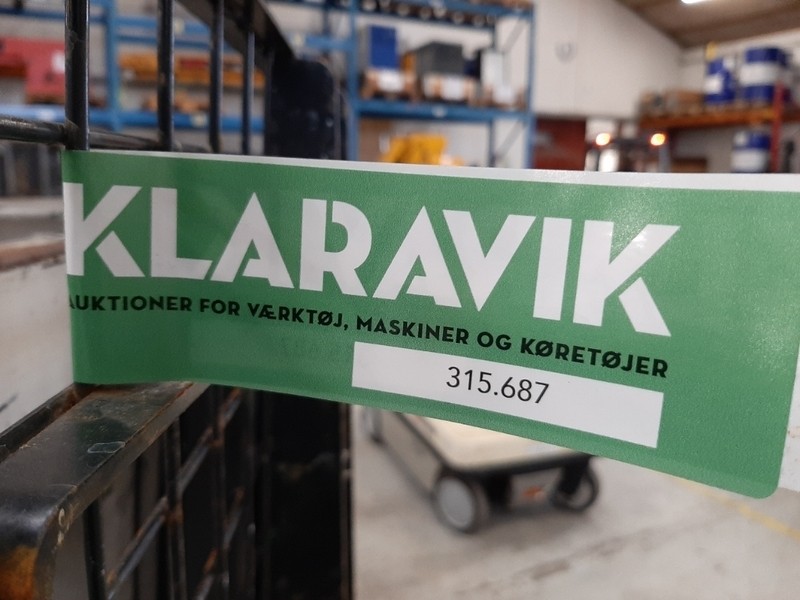 KLARAVIK
AUKTIONER FOR VÆRKTØJ, MASKINER OG KØRETØJER
315.687